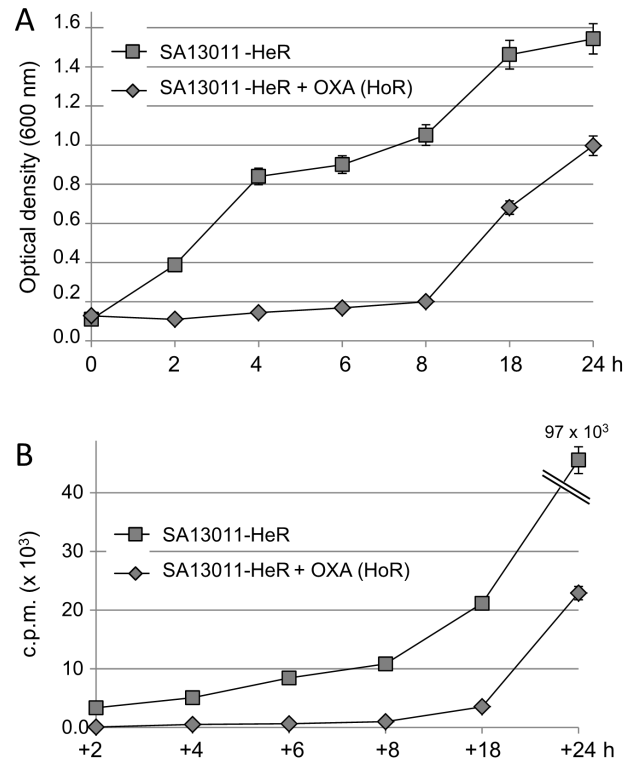 A
1.6
1.4
1.2
1.0
0.8
0.6
0.4
0.2
0.0
Optical density (600 nm)
SA13011-HeR
SA13011-HeR + OXA (HoR)
0 2 4 6 8 18 24 h
B
97 x 10³
40
30
20
10
0.0
c.p.m. (x 10³)
SA13011-HeR
SA13011-HeR + OXA (HoR)
+2 +4 +6 +8 +18 +24 h